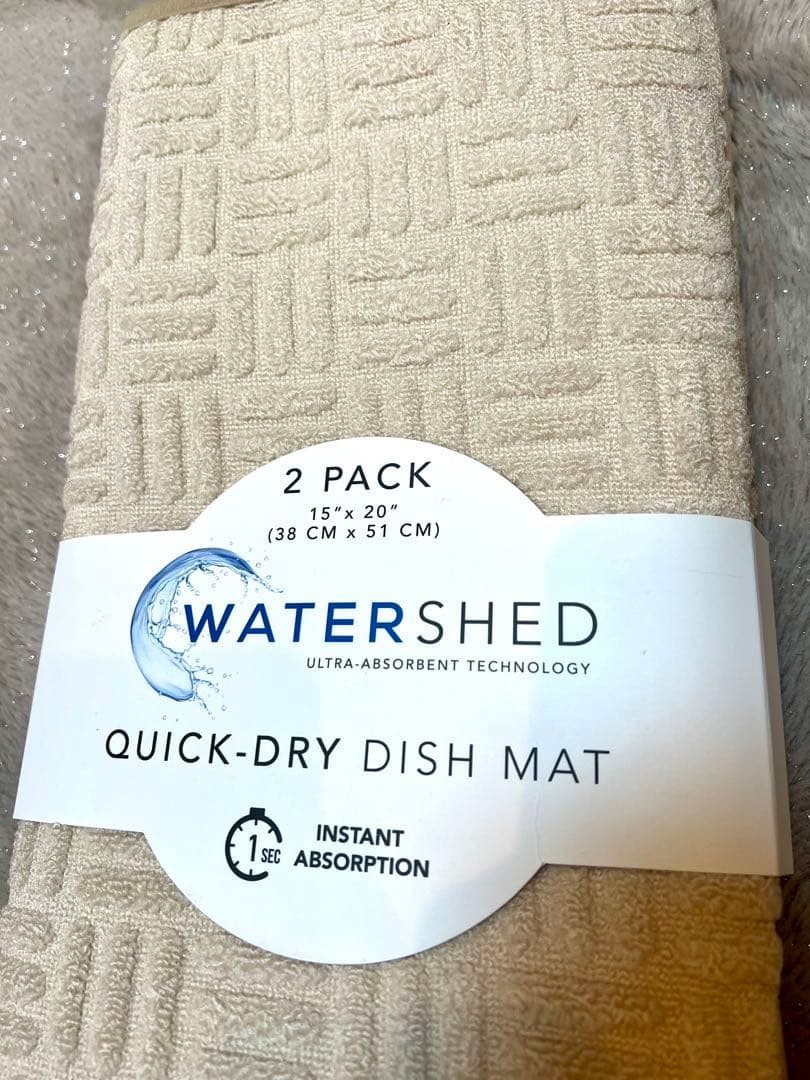 2 PACK
15" x 20"
(38 CM x 51 CM)
WATERSHED
ULTRA-ABSORBENT TECHNOLOGY
QUICK-DRY DISH MAT
1 SEC
INSTANT
ABSORPTION